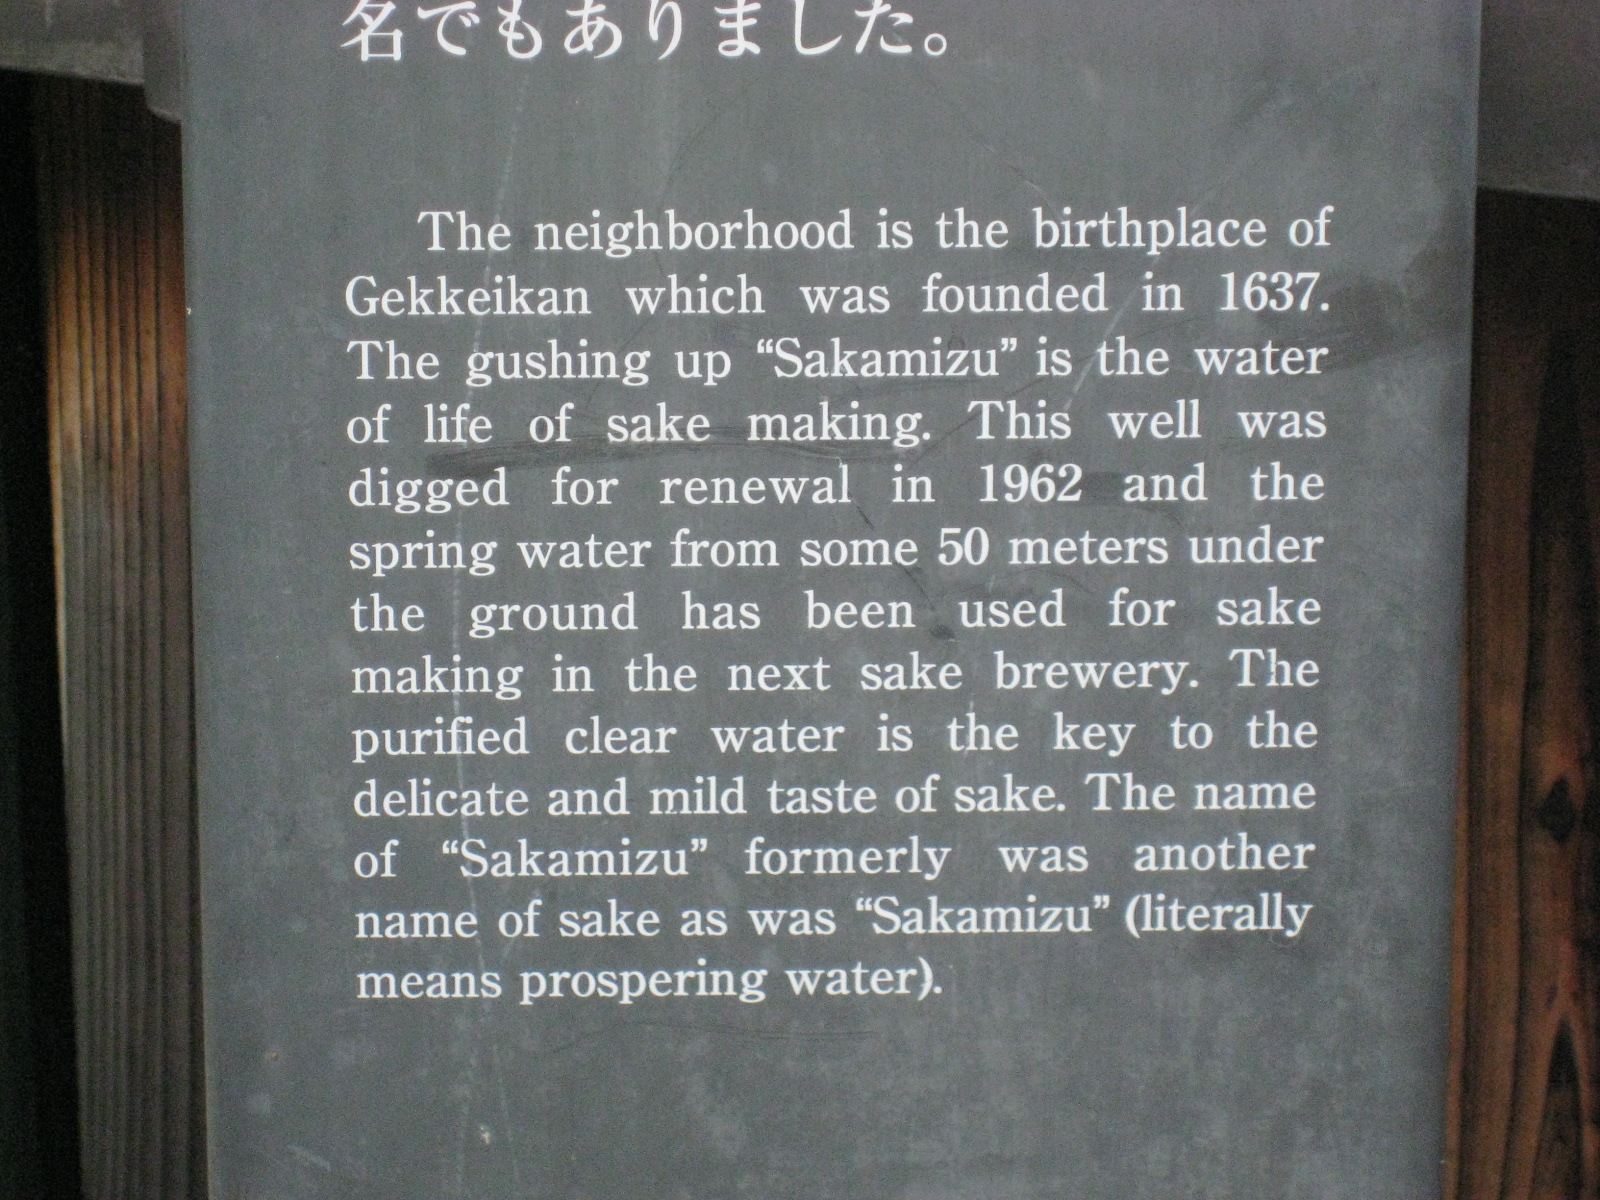 名でもありました。
The neighborhood is the birthplace of
Gekkeikan which was founded in 1637.
The gushing up “Sakamizu” is the water
of life of sake making. This well was
digged for renewal in 1962 and the
spring water from some 50 meters under
the ground has been used for sake
making in the next sake brewery. The
purified clear water is the key to the
delicate and mild taste of sake. The name
of “Sakamizu” formerly was another
name of sake as was “Sakamizu” (literally
means prospering water).